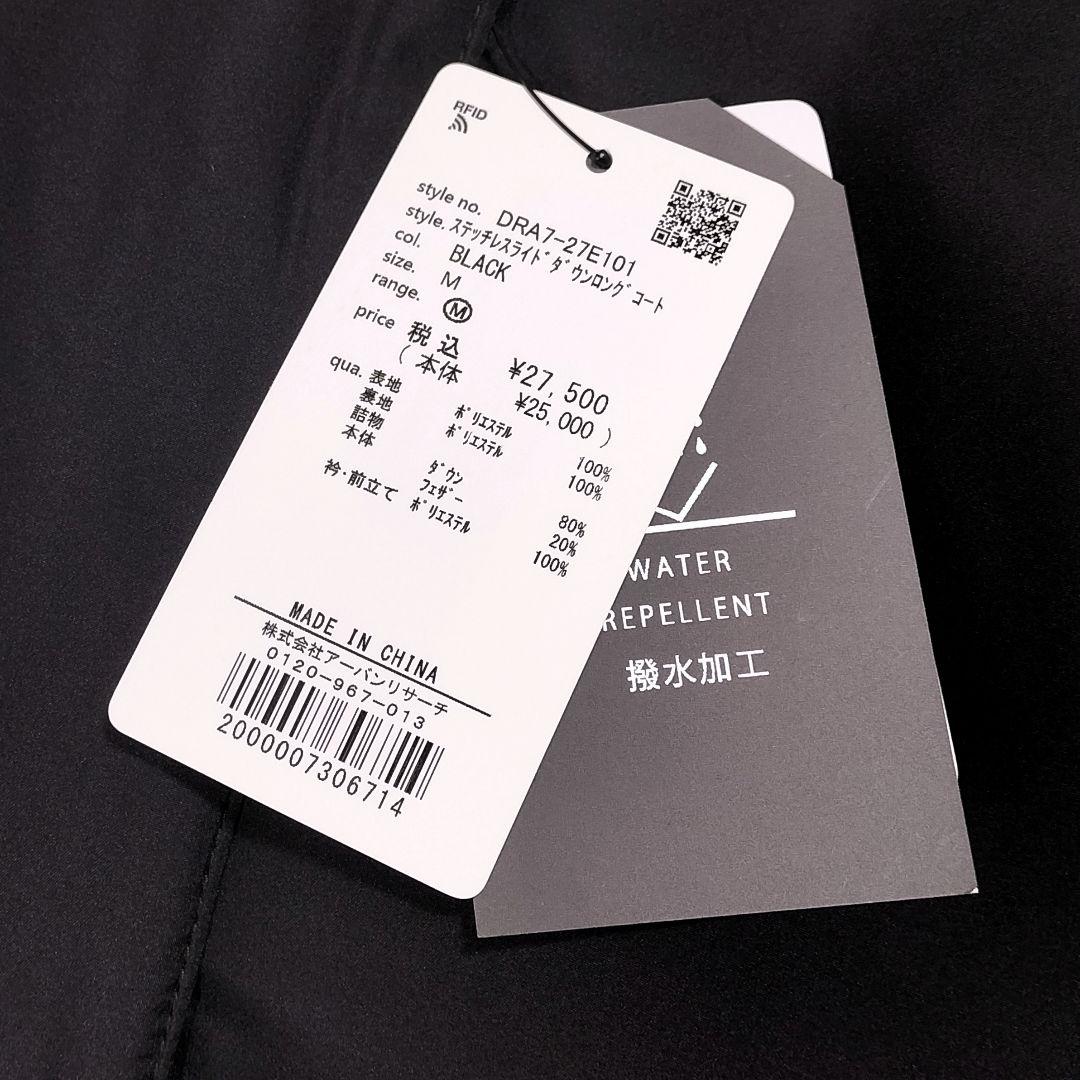 RFID
style no. DRA7-27E101
style. ステッチレスライドダウンロングコート
col. BLACK
size. M
range. Ⓜ
price 税込 ¥27,500
(本体 ¥25,000)
qua. 表地 ポリエステル 100%
裏地 ポリエステル 100%
詰物
本体 ダウン 80%
フェザー 20%
衿・前立て ポリエステル 100%
MADE IN CHINA
株式会社アーバンリサーチ
0120-967-013
2000007306714
WATER
REPELLENT
撥水加工